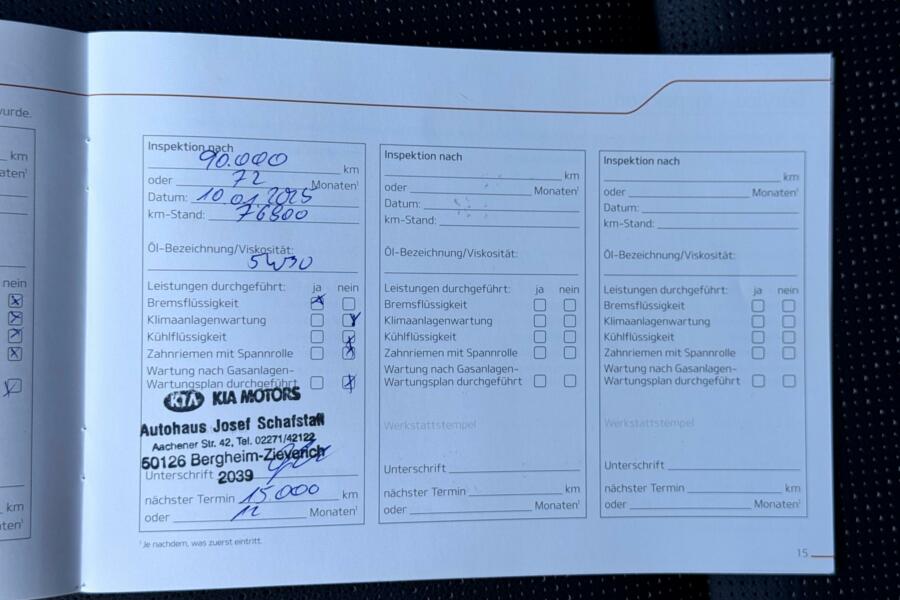 wurde.
km
aten¹
nein
km
ten¹
Inspektion nach
90.000 km
oder 72 Monaten¹
Datum: 10.01.2025
km-Stand: 76800
Öl-Bezeichnung/Viskosität:
5W30
Leistungen durchgeführt: ja nein
Bremsflüssigkeit
Klimaanlagenwartung
Kühlflüssigkeit
Zahnriemen mit Spannrolle
Wartung nach Gasanlagen-
Wartungsplan durchgeführt
KIA KIA MOTORS
Autohaus Josef Schafstall
Aachener Str. 42, Tel. 02271/42122
50126 Bergheim-Zieverich
Unterschrift 2039
nächster Termin 15.000 km
oder 12 Monaten¹
Inspektion nach
km
oder Monaten¹
Datum:
km-Stand:
Öl-Bezeichnung/Viskosität:
Leistungen durchgeführt: ja nein
Bremsflüssigkeit
Klimaanlagenwartung
Kühlflüssigkeit
Zahnriemen mit Spannrolle
Wartung nach Gasanlagen-
Wartungsplan durchgeführt
Werkstattstempel
Unterschrift
nächster Termin km
oder Monaten¹
Inspektion nach
km
oder Monaten¹
Datum:
km-Stand:
Öl-Bezeichnung/Viskosität:
Leistungen durchgeführt: ja nein
Bremsflüssigkeit
Klimaanlagenwartung
Kühlflüssigkeit
Zahnriemen mit Spannrolle
Wartung nach Gasanlagen-
Wartungsplan durchgeführt
Werkstattstempel
Unterschrift
nächster Termin km
oder Monaten¹
¹Je nachdem, was zuerst eintritt.
15